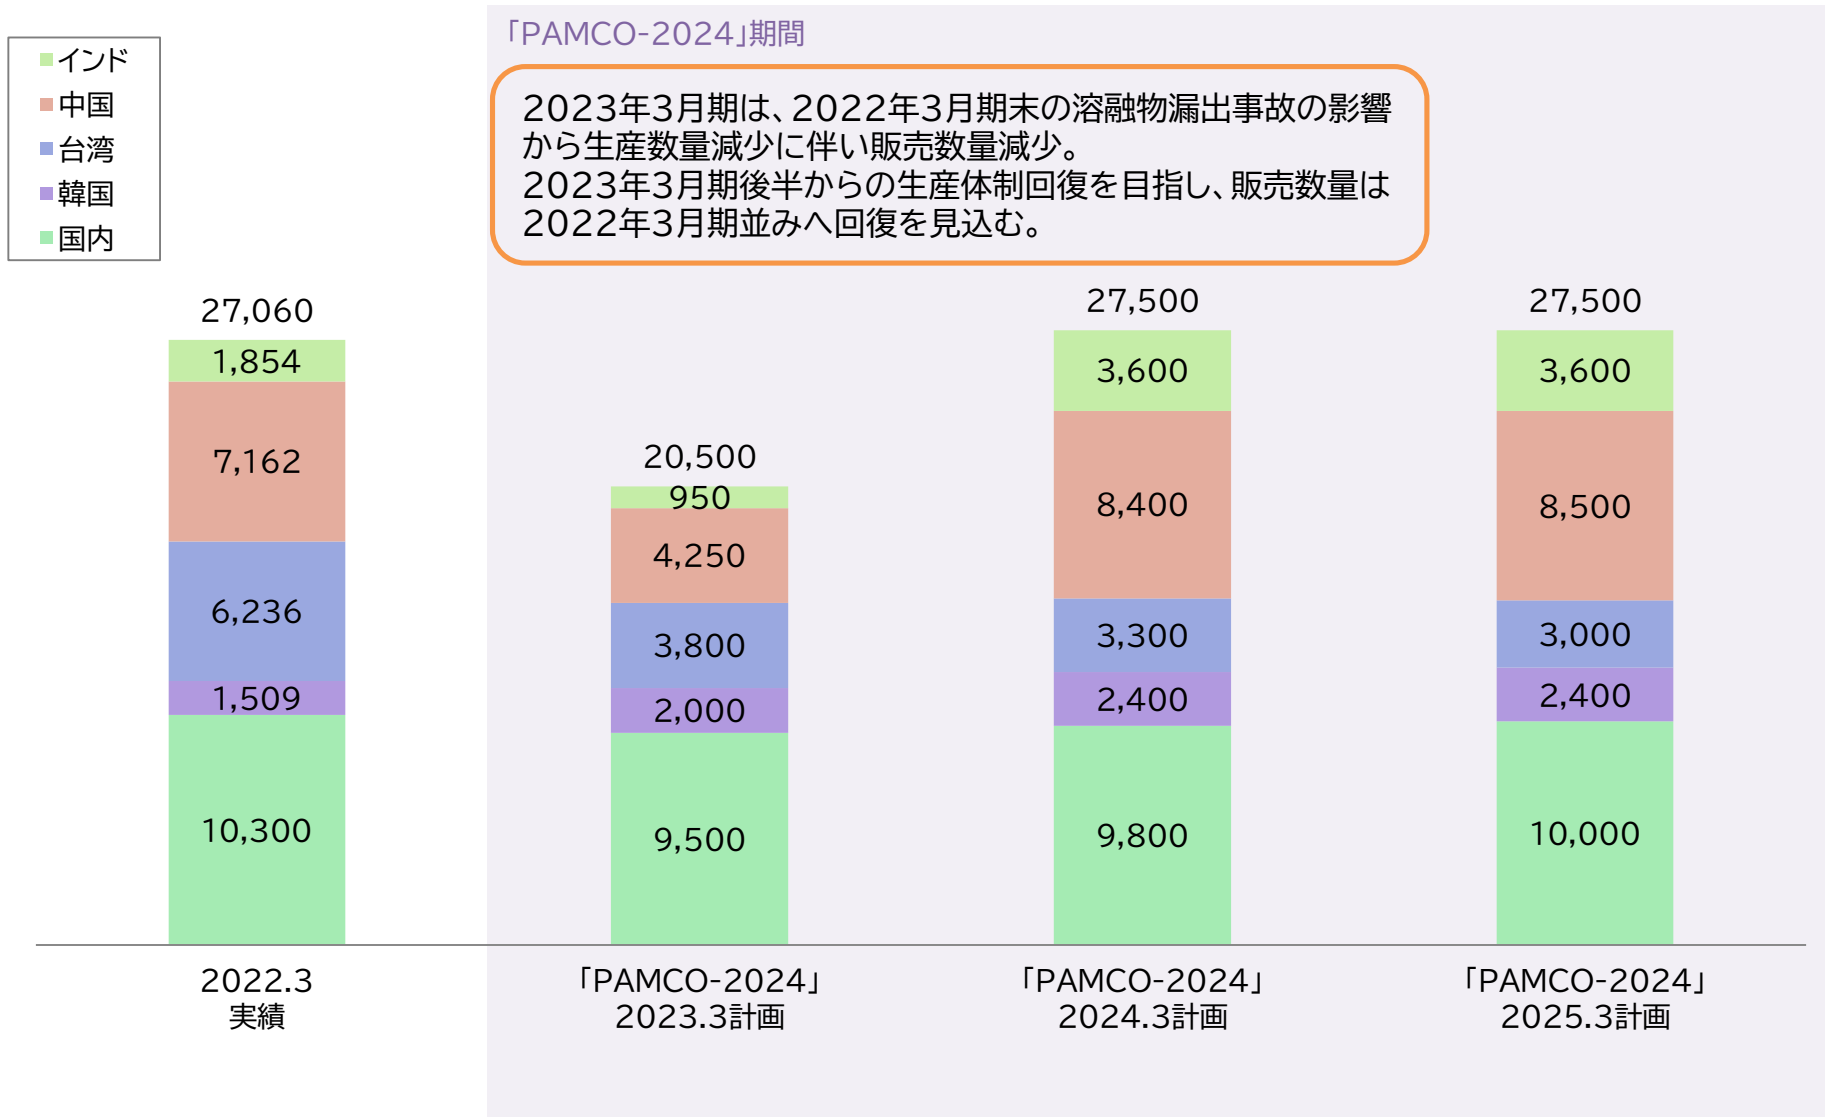 「PAMCO-2024」期間
インド
中国
台湾
韓国
国内
2023年3月期は、2022年3月期末の溶融物漏出事故の影響
から生産数量減少に伴い販売数量減少。
2023年3月期後半からの生産体制回復を目指し、販売数量は
2022年3月期並みへ回復を見込む。
27,060
1,854
7,162
6,236
1,509
10,300
20,500
950
4,250
3,800
2,000
9,500
27,500
3,600
8,400
3,300
2,400
9,800
27,500
3,600
8,500
3,000
2,400
10,000
2022.3
実績
「PAMCO-2024」
2023.3計画
「PAMCO-2024」
2024.3計画
「PAMCO-2024」
2025.3計画